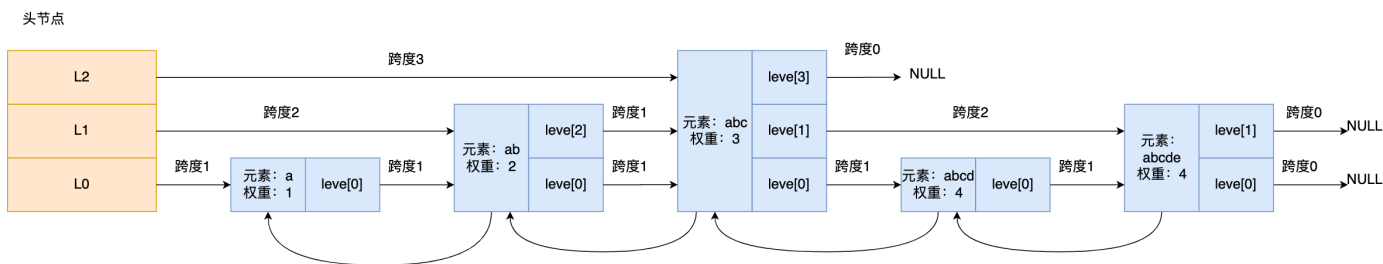 头节点
跨度0
跨度3
L2
leve[3]
NULL
跨度2
跨度1
跨度2
跨度0
L1
元素：ab
权重：2
leve[2]
元素：abc
权重：3
leve[1]
元素：
abcde
权重：4
leve[1]
NULL
跨度1
跨度1
跨度1
跨度1
跨度1
跨度0
L0
元素：a
权重：1
leve[0]
leve[0]
leve[0]
元素：abcd
权重：4
leve[0]
leve[0]
NULL